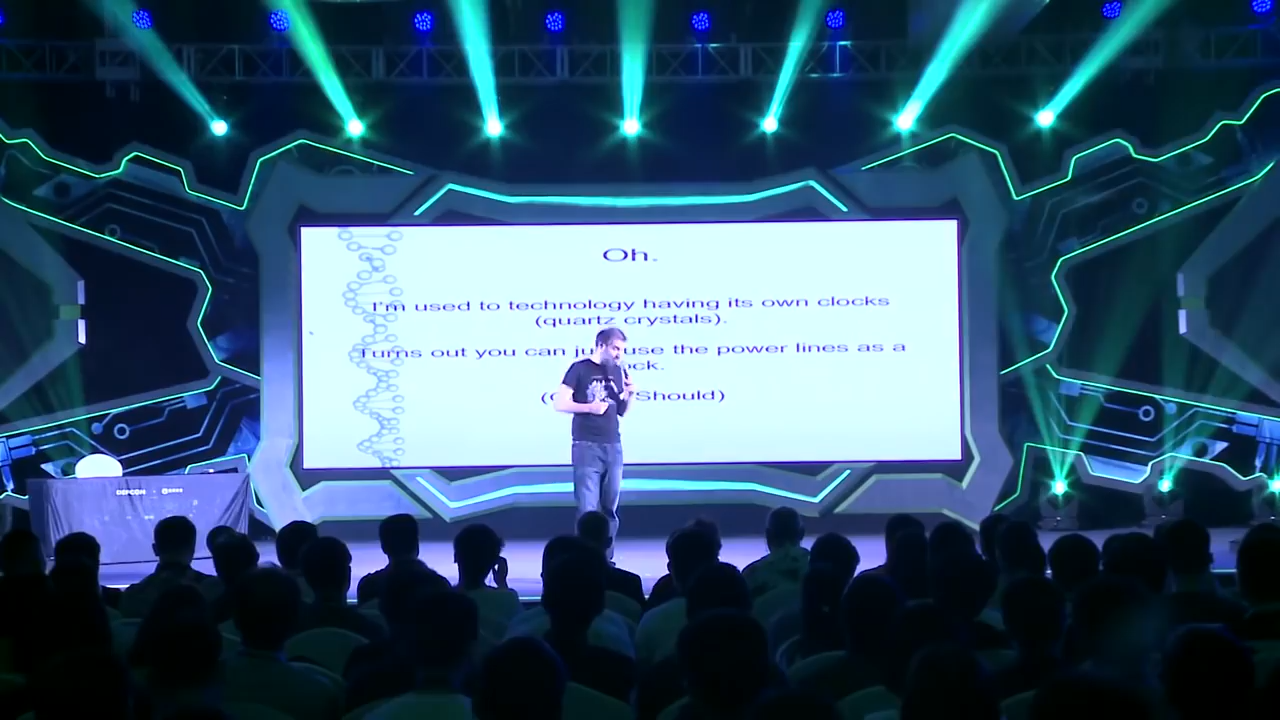 Oh.
I'm used to technology having its own clocks
(quartz crystals).
Turns out you can use the power lines as a
Should)
DEFCON